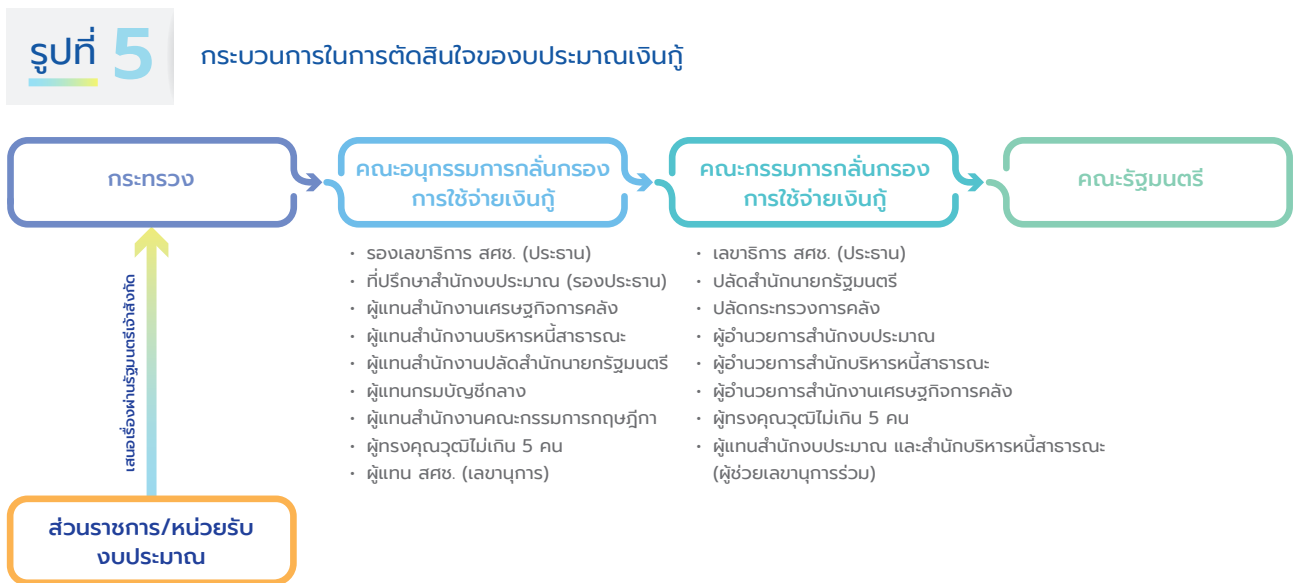 รูปที่ 5
กระบวนการในการตัดสินใจของบประมาณเงินกู้
กระทรวง
คณะอนุกรรมการกลั่นกรอง
การใช้จ่ายเงินกู้
คณะกรรมการกลั่นกรอง
การใช้จ่ายเงินกู้
คณะรัฐมนตรี
• รองเลขาธิการ สศช. (ประธาน)
• ที่ปรึกษาสำนักงบประมาณ (รองประธาน)
• ผู้แทนสำนักงานเศรษฐกิจการคลัง
• ผู้แทนสำนักงานบริหารหนี้สาธารณะ
• ผู้แทนสำนักงานปลัดสำนักนายกรัฐมนตรี
• ผู้แทนกรมบัญชีกลาง
• ผู้แทนสำนักงานคณะกรรมการกฤษฎีกา
• ผู้ทรงคุณวุฒิไม่เกิน 5 คน
• ผู้แทน สศช. (เลขานุการ)
• เลขาธิการ สศช. (ประธาน)
• ปลัดสำนักนายกรัฐมนตรี
• ปลัดกระทรวงการคลัง
• ผู้อำนวยการสำนักงบประมาณ
• ผู้อำนวยการสำนักบริหารหนี้สาธารณะ
• ผู้อำนวยการสำนักงานเศรษฐกิจการคลัง
• ผู้ทรงคุณวุฒิไม่เกิน 5 คน
• ผู้แทนสำนักงบประมาณ และสำนักบริหารหนี้สาธารณะ
(ผู้ช่วยเลขานุการร่วม)
เสนอเรื่องผ่านรัฐมนตรีเจ้าสังกัด
ส่วนราชการ/หน่วยรับ
งบประมาณ